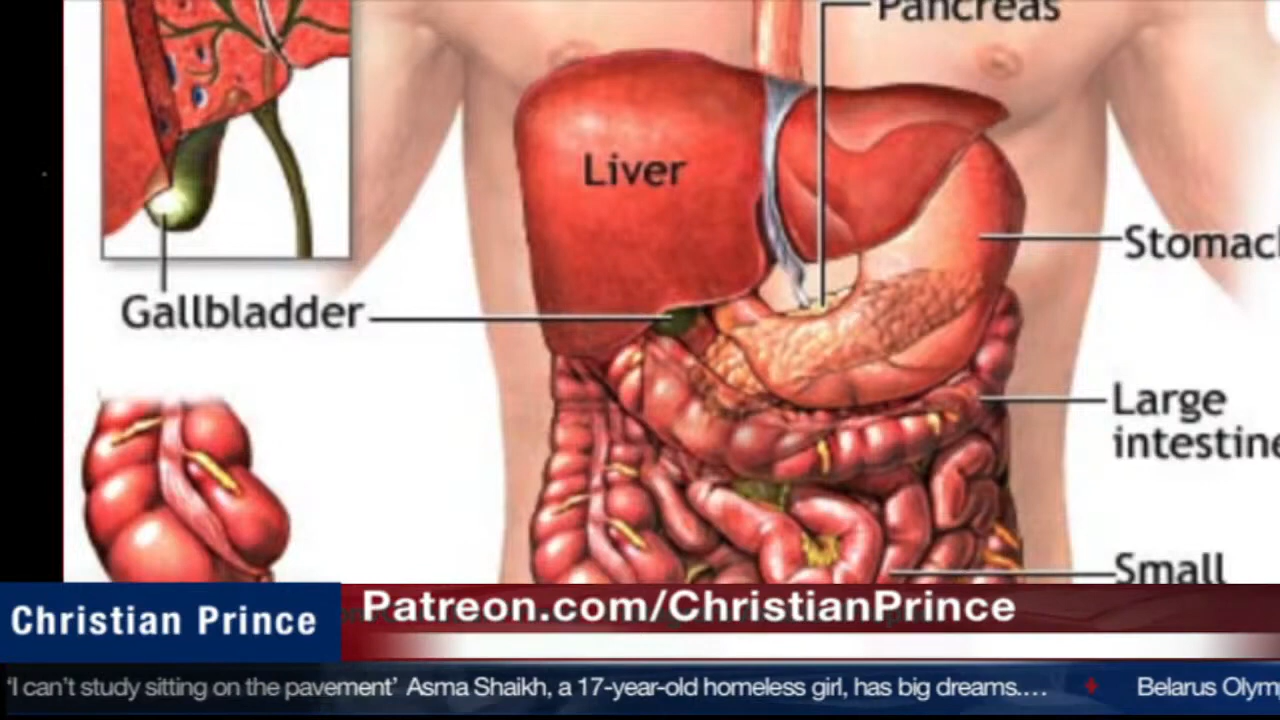 Pancreas
Liver
Stomac
Gallbladder
Large
intestine
Small
Christian Prince
Patreon.com/ChristianPrince
‘I can’t study sitting on the pavement’ Asma Shaikh, a 17-year-old homeless girl, has big dreams.... Belarus Olymp